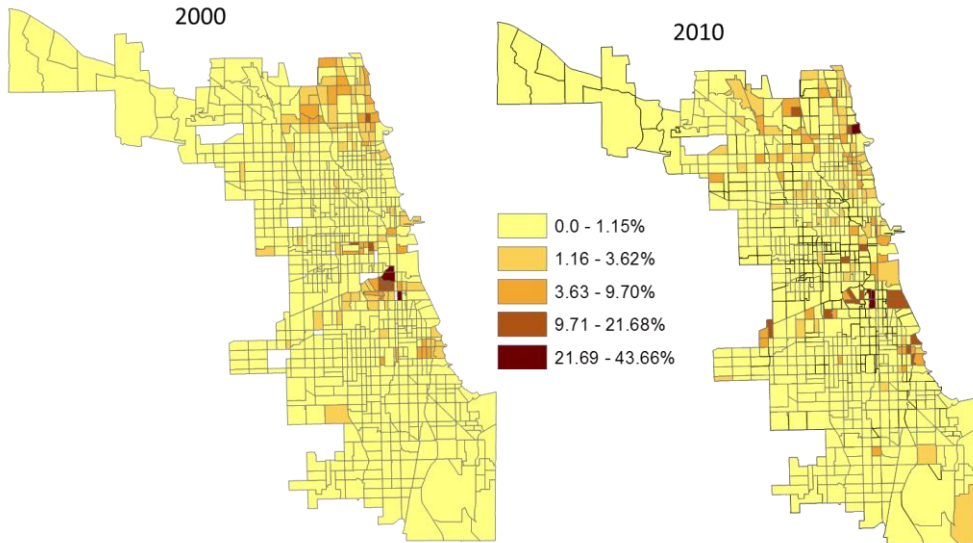 2000
2010
0.0 - 1.15%
1.16 - 3.62%
3.63 - 9.70%
9.71 - 21.68%
21.69 - 43.66%